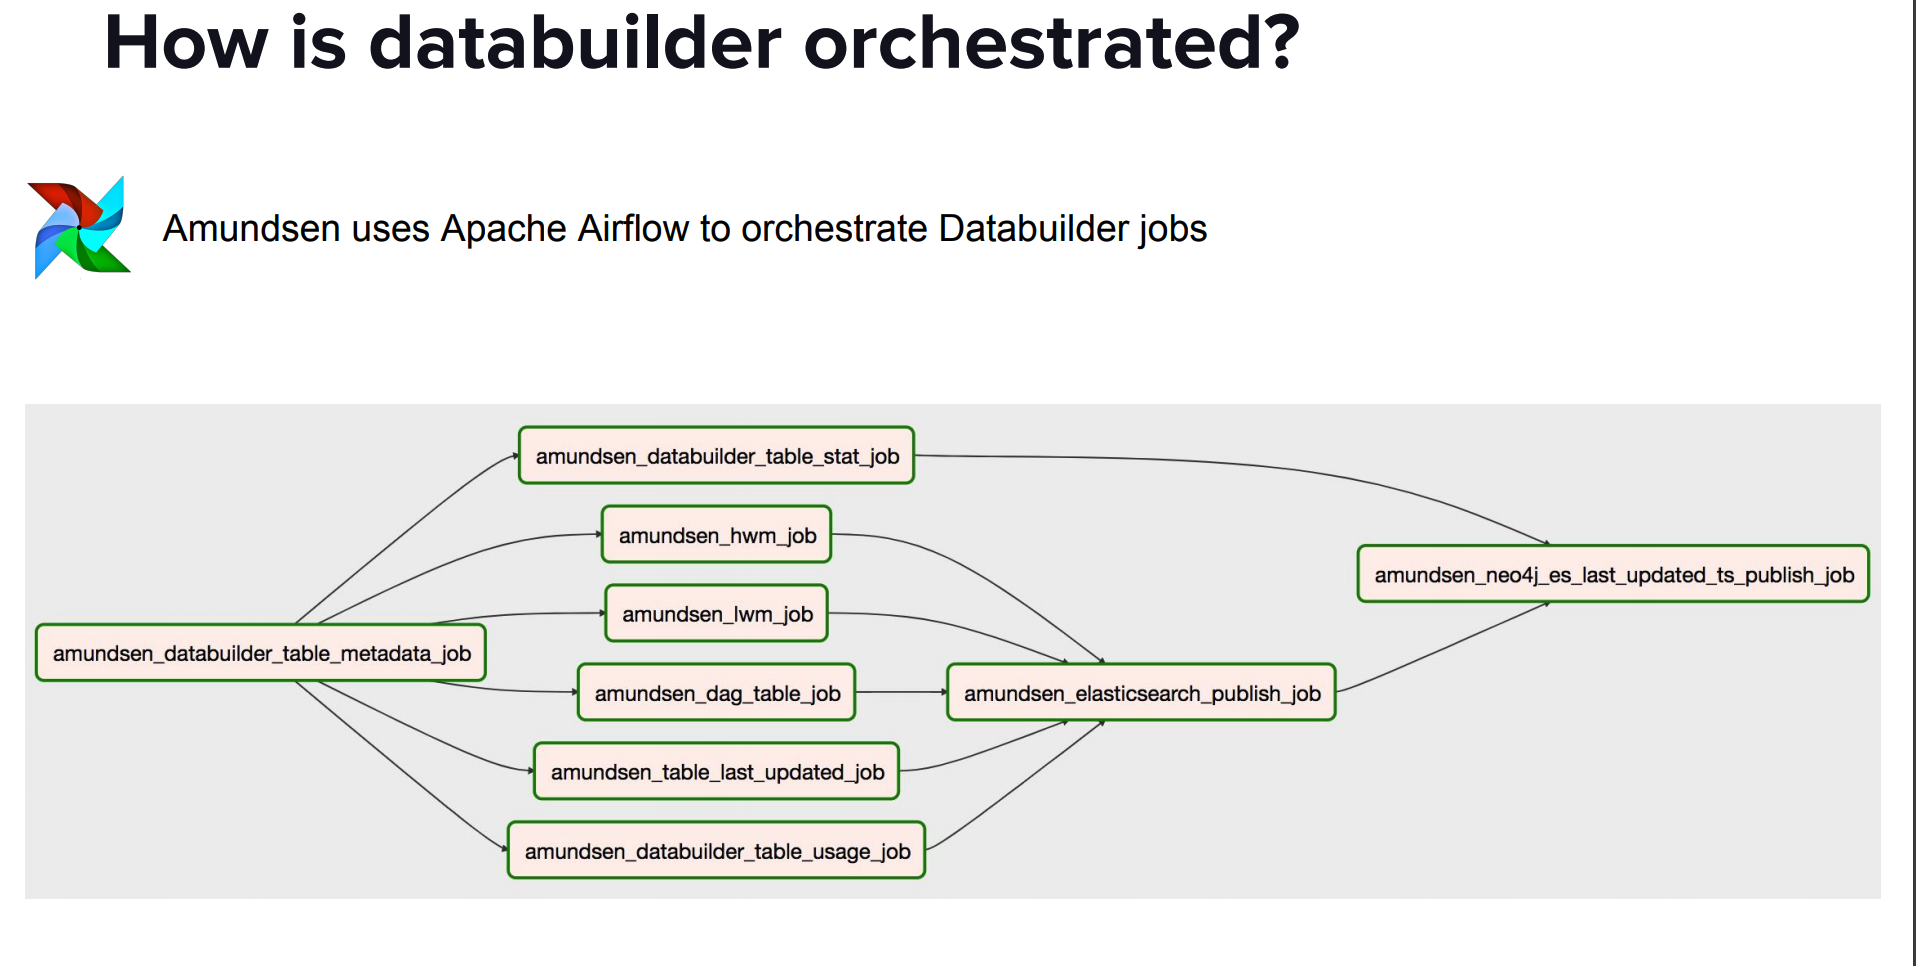 How is databuilder orchestrated?
Amundsen uses Apache Airflow to orchestrate Databuilder jobs
amundsen_databuilder_table_stat_job
amundsen_hwm_job
amundsen_neo4j_es_last_updated_ts_publish_job
amundsen_lwm_job
amundsen_databuilder_table_metadata_job
amundsen_dag_table_job
amundsen_elasticsearch_publish_job
amundsen_table_last_updated_job
amundsen_databuilder_table_usage_job